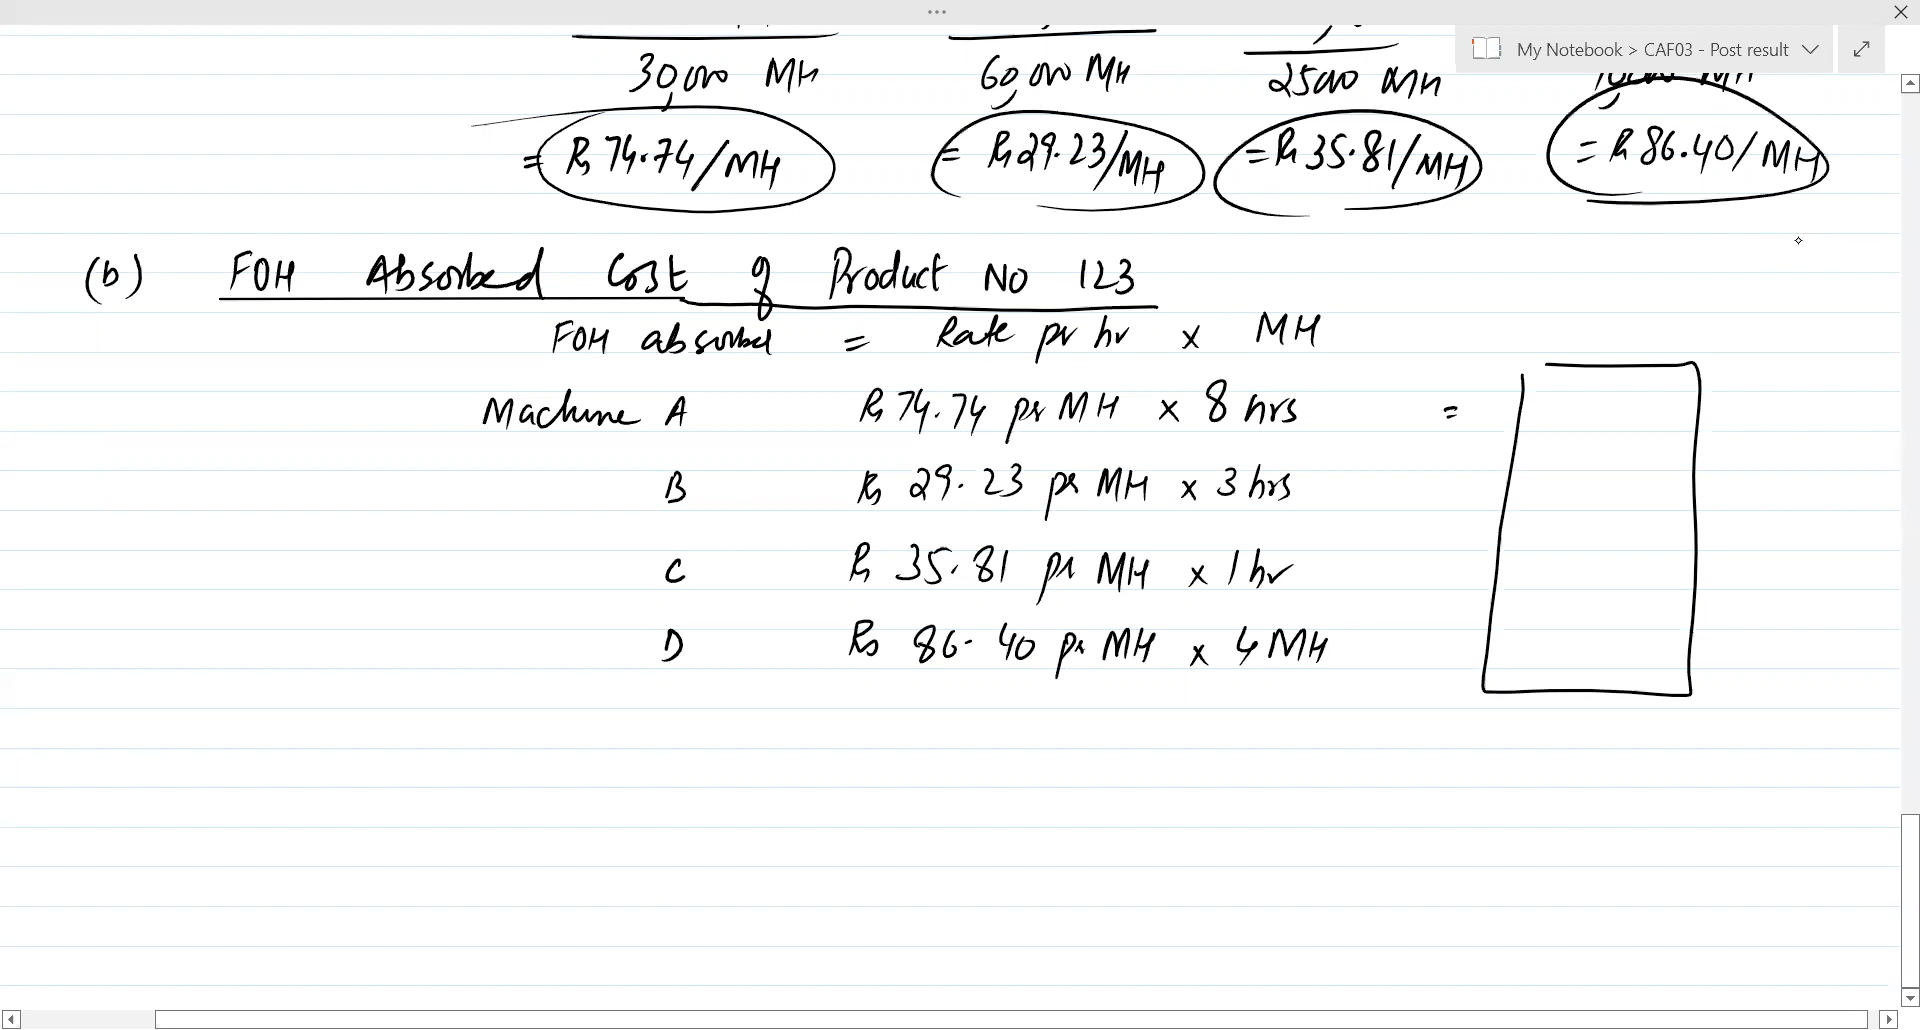 My Notebook > CAF03 - Post result
30,000 MH 60,000 MH 2500 MH MH
= Rs 74.74/MH = Rs 29.23/MH = Rs 35.81/MH = Rs 86.40/MH
(b) FOH Absorbed Cost of Product No 123
FOH absorbed = Rate per hr x MH
Machine A Rs 74.74 per MH x 8 hrs =
B Rs 29.23 per MH x 3 hrs
C Rs 35.81 per MH x 1 hr
D Rs 86.40 per MH x 4 MH